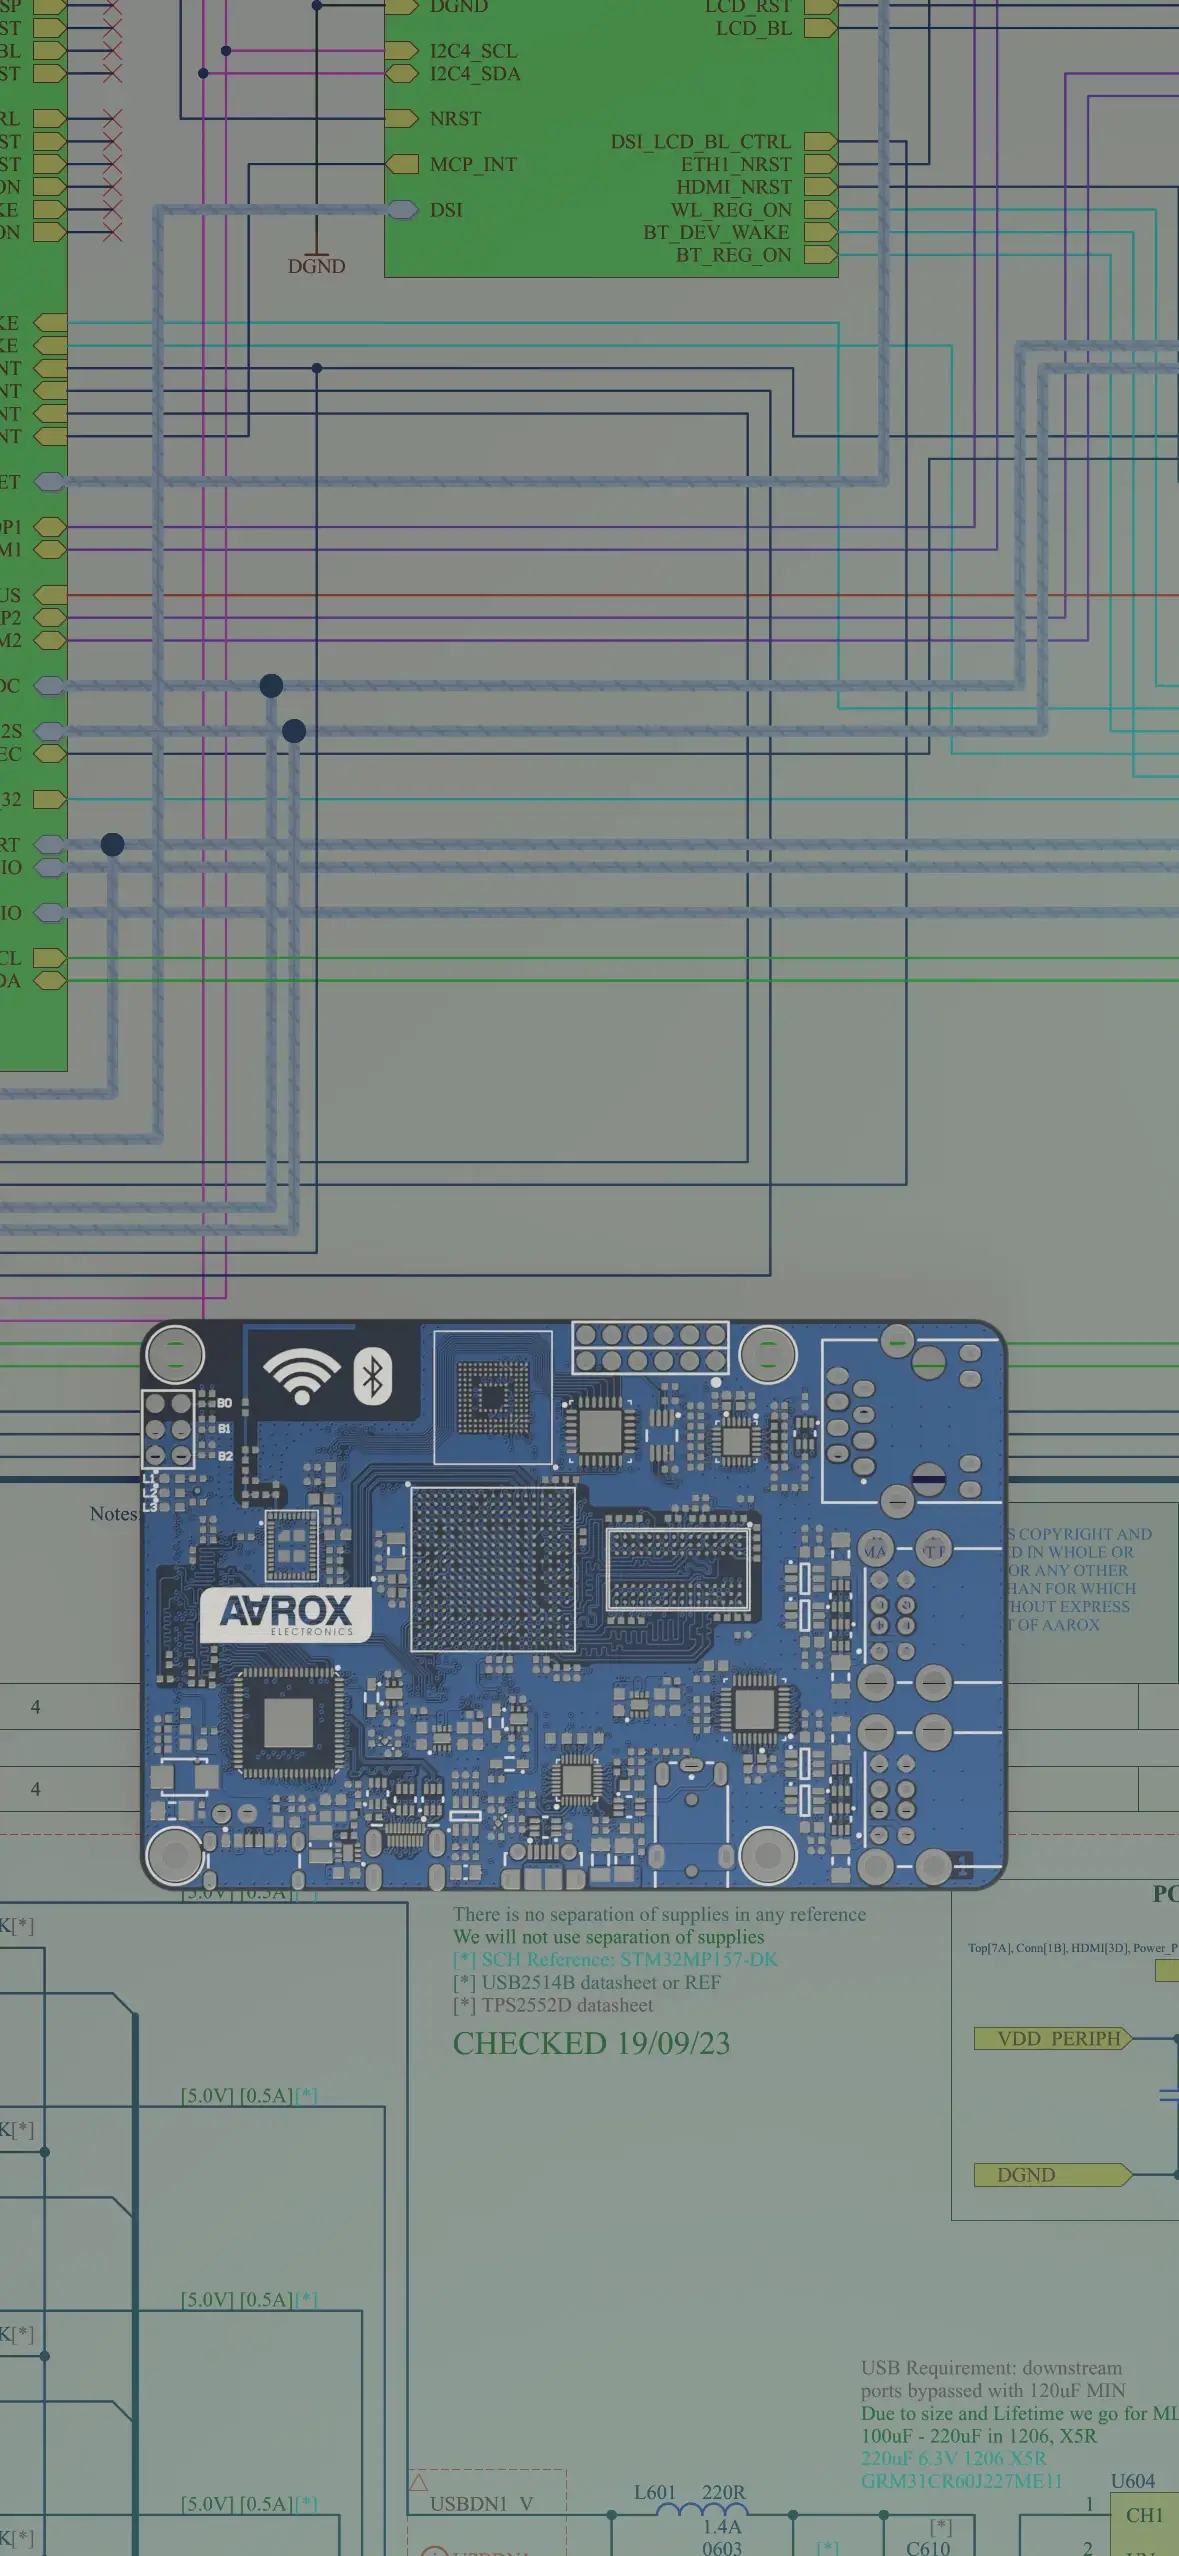 SP
ST
BL
ST
RL
ST
ST
ON
KE
ON
DGND
I2C4_SCL
I2C4_SDA
NRST
MCP_INT
DSI
LCD_RST
LCD_BL
DSI_LCD_BL_CTRL
ETH1_NRST
HDMI_NRST
WL_REG_ON
BT_DEV_WAKE
BT_REG_ON
DGND
KE
KE
NT
NT
NT
NT
ET
DP1
M1
US
P2
M2
DC
2S
EC
_32
RT
IO
IO
CL
DA
B0
B1
B2
Notes
AAROX
ELECTRONICS
S COPYRIGHT AND
ED IN WHOLE OR
OR ANY OTHER
HAN FOR WHICH
HOUT EXPRESS
T OF AAROX
4
4
1
[5.0V] [0.5A]
K[*]
There is no separation of supplies in any reference
We will not use separation of supplies
[*] SCH Reference: STM32MP157-DK
[*] USB2514B datasheet or REF
[*] TPS2552D datasheet
CHECKED 19/09/23
PO
Top[7A], Conn[1B], HDMI[3D], Power_P
VDD_PERIPH
DGND
[5.0V] [0.5A][*]
K[*]
[5.0V] [0.5A][*]
K[*]
USB Requirement: downstream
ports bypassed with 120uF MIN
Due to size and Lifetime we go for ML
100uF - 220uF in 1206, X5R
220uF 6.3V 1206 X5R
GRM31CR60J227ME11
[5.0V] [0.5A][*]
K[*]
USBDN1_V
L601 220R
1.4A
0603
[*]
[*]
C610
U604
1
CH1
2